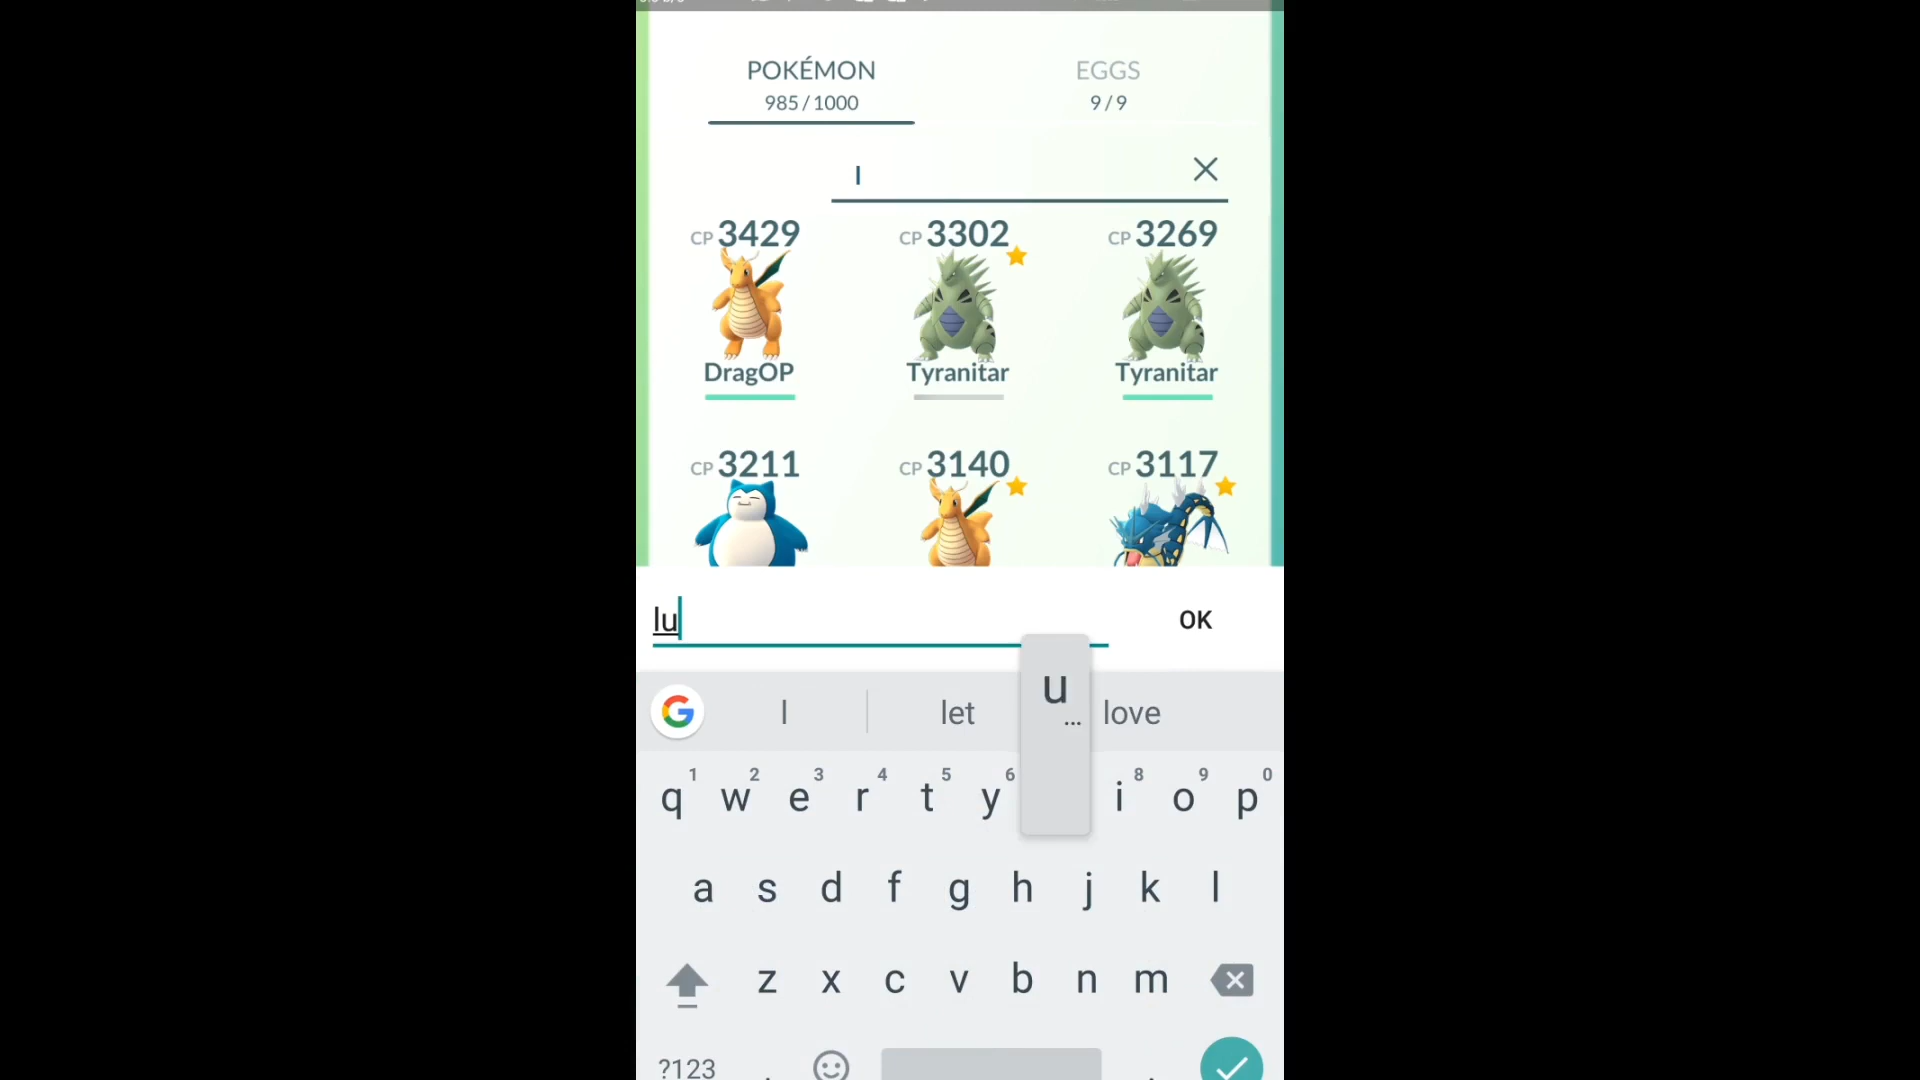 POKÉMON EGGS
985 / 1000 9 / 9
l
CP 3429 CP 3302 CP 3269
DragOP Tyranitar Tyranitar
CP 3211 CP 3140 CP 3117
lu OK
u
...
l let love
1 2 3 4 5 6 8 9 0
q w e r t y i o p
a s d f g h j k l
z x c v b n m
?123